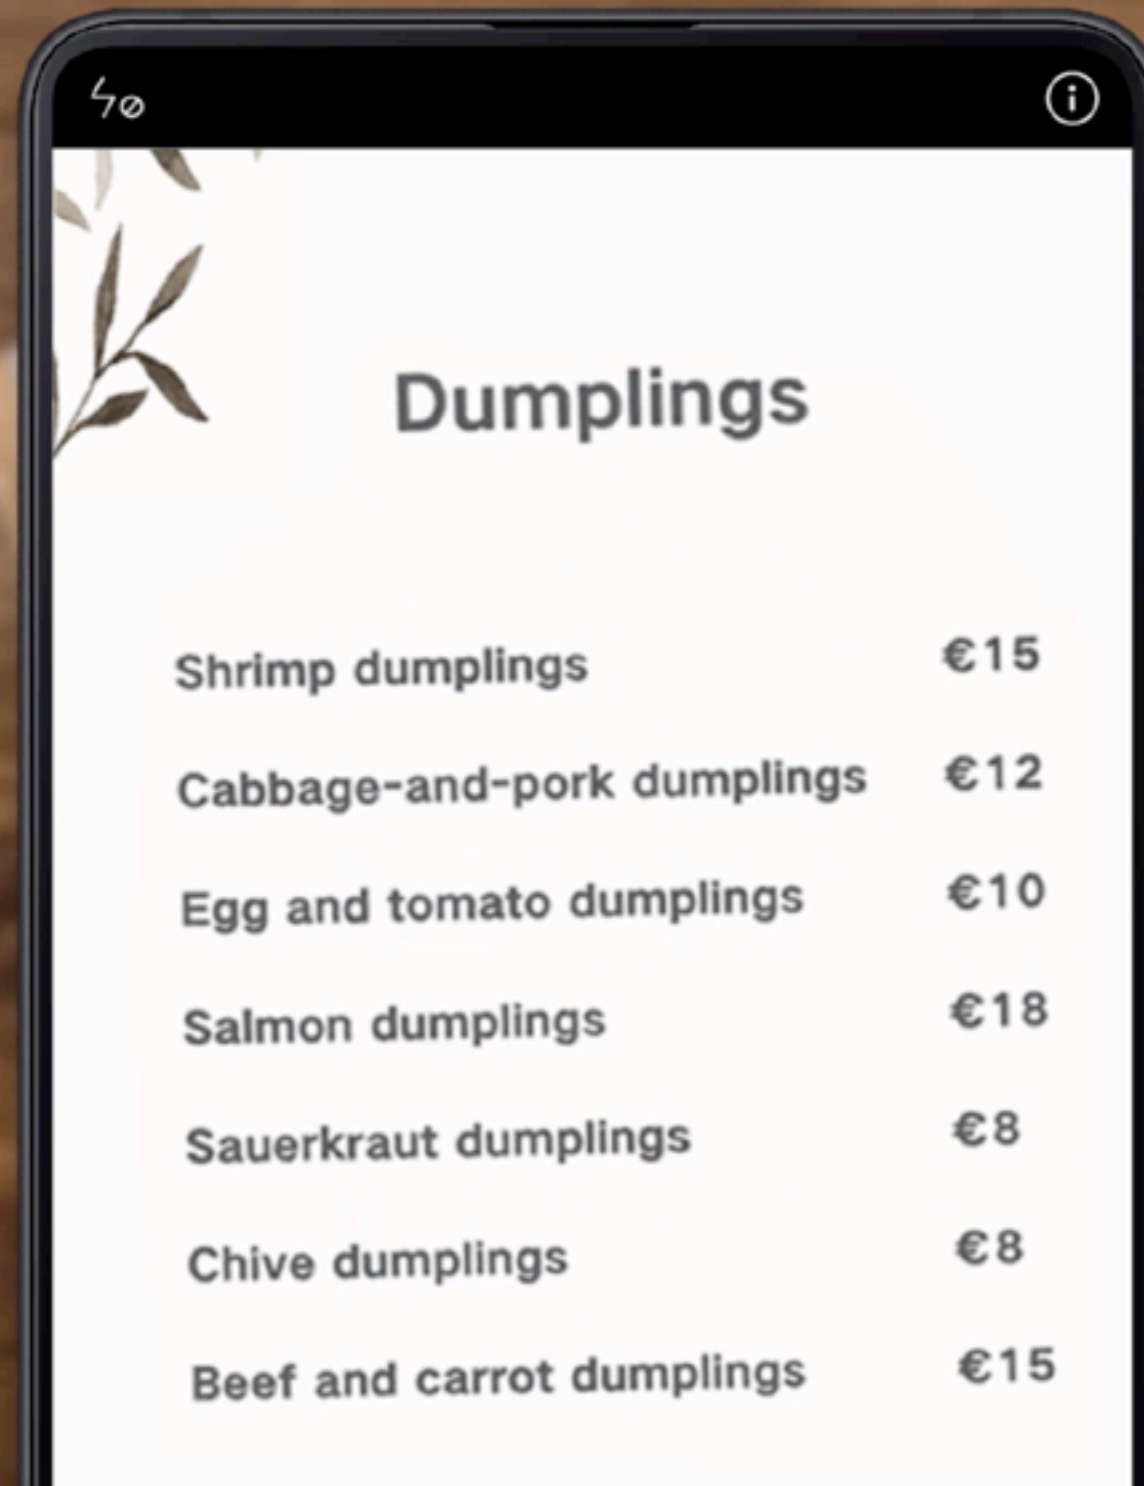 Dumplings
Shrimp dumplings €15
Cabbage-and-pork dumplings €12
Egg and tomato dumplings €10
Salmon dumplings €18
Sauerkraut dumplings €8
Chive dumplings €8
Beef and carrot dumplings €15